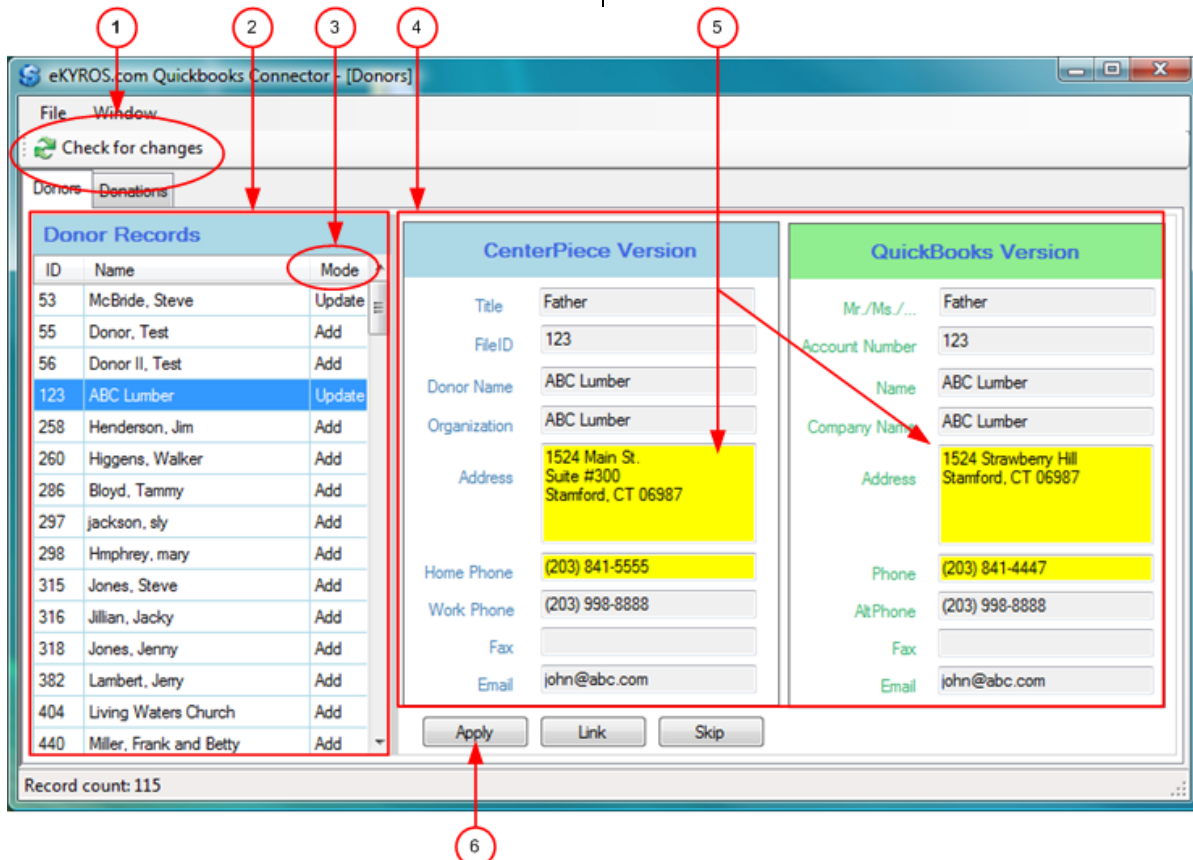 1 2 3 4 5
eKYROS.com Quickbooks Connector - [Donors]
File Window
Check for changes
Donors Donations
Donor Records
ID Name Mode
53 McBride, Steve Update
55 Donor, Test Add
56 Donor II, Test Add
123 ABC Lumber Update
258 Henderson, Jim Add
260 Higgens, Walker Add
286 Bloyd, Tammy Add
297 jackson, sly Add
298 Hmphrey, mary Add
315 Jones, Steve Add
316 Jillian, Jacky Add
318 Jones, Jenny Add
382 Lambert, Jerry Add
404 Living Waters Church Add
440 Miller, Frank and Betty Add
CenterPiece Version
Title Father
FileID 123
Donor Name ABC Lumber
Organization ABC Lumber
Address 1524 Main St.
Suite #300
Stamford, CT 06987
Home Phone (203) 841-5555
Work Phone (203) 998-8888
Fax
Email john@abc.com
QuickBooks Version
Mr./Ms./... Father
Account Number 123
Name ABC Lumber
Company Name ABC Lumber
Address 1524 Strawberry Hill
Stamford, CT 06987
Phone (203) 841-4447
AltPhone (203) 998-8888
Fax
Email john@abc.com
Apply Link Skip
Record count: 115
6